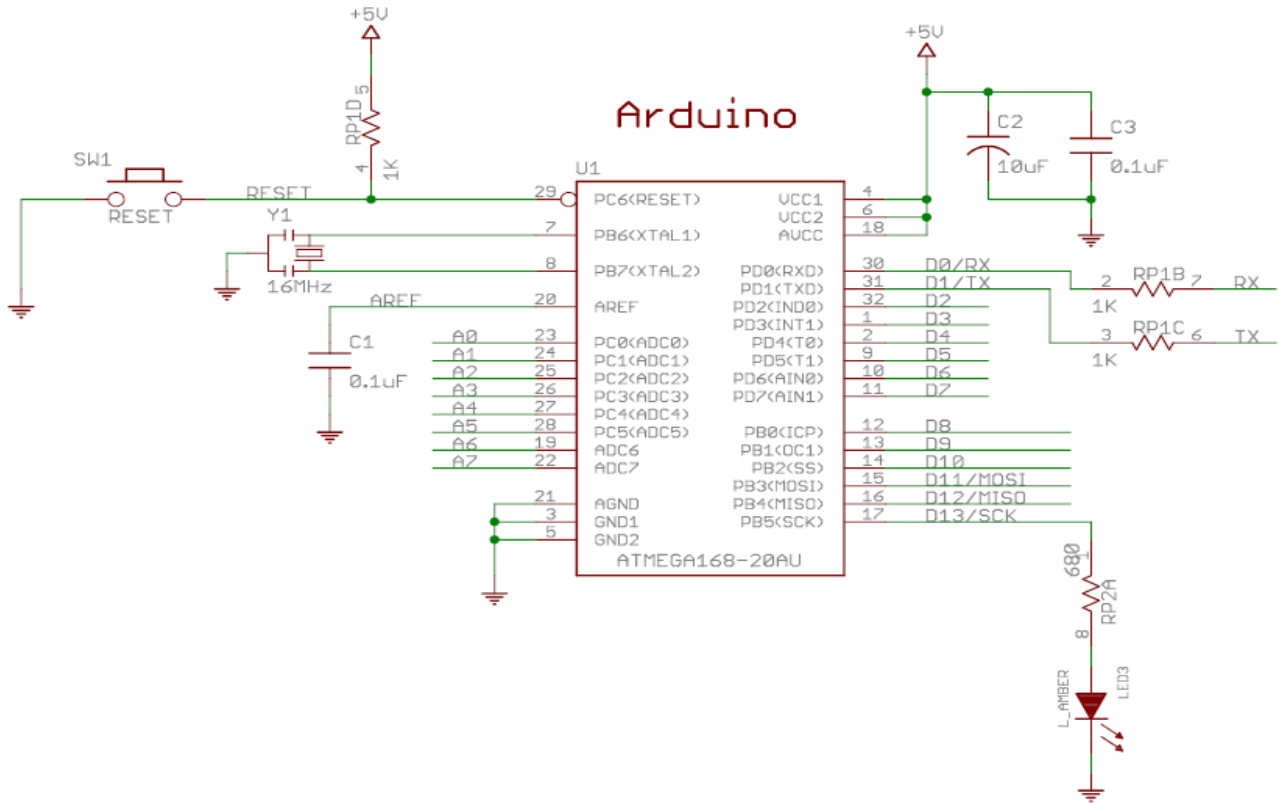 +5V
+5V
Arduino
5
RP1D
4
1K
C2
10uF
C3
0.1uF
SW1
RESET
RESET
U1
29 PC6(RESET) VCC1 4
VCC2 6
Y1
7 PB6(XTAL1) AVCC 18
8 PB7(XTAL2) PD0(RXD) 30 D0/RX 2 RP1B 7 RX
16MHz
PD1(TXD) 31 D1/TX 1K
AREF 20 AREF PD2(IND0) 32 D2
PD3(INT1) 1 D3
C1
0.1uF
A0 23 PC0(ADC0) PD4(T0) 2 D4 3 RP1C 6 TX
A1 24 PC1(ADC1) PD5(T1) 9 D5 1K
A2 25 PC2(ADC2) PD6(AIN0) 10 D6
A3 26 PC3(ADC3) PD7(AIN1) 11 D7
A4 27 PC4(ADC4)
A5 28 PC5(ADC5) PB0(ICP) 12 D8
A6 19 ADC6 PB1(OC1) 13 D9
A7 22 ADC7 PB2(SS) 14 D10
PB3(MOSI) 15 D11/MOSI
21 AGND PB4(MISO) 16 D12/MISO
3 GND1 PB5(SCK) 17 D13/SCK
5 GND2
ATMEGA168-20AU
680
1
RP2A
8
L_AMBER
LED3